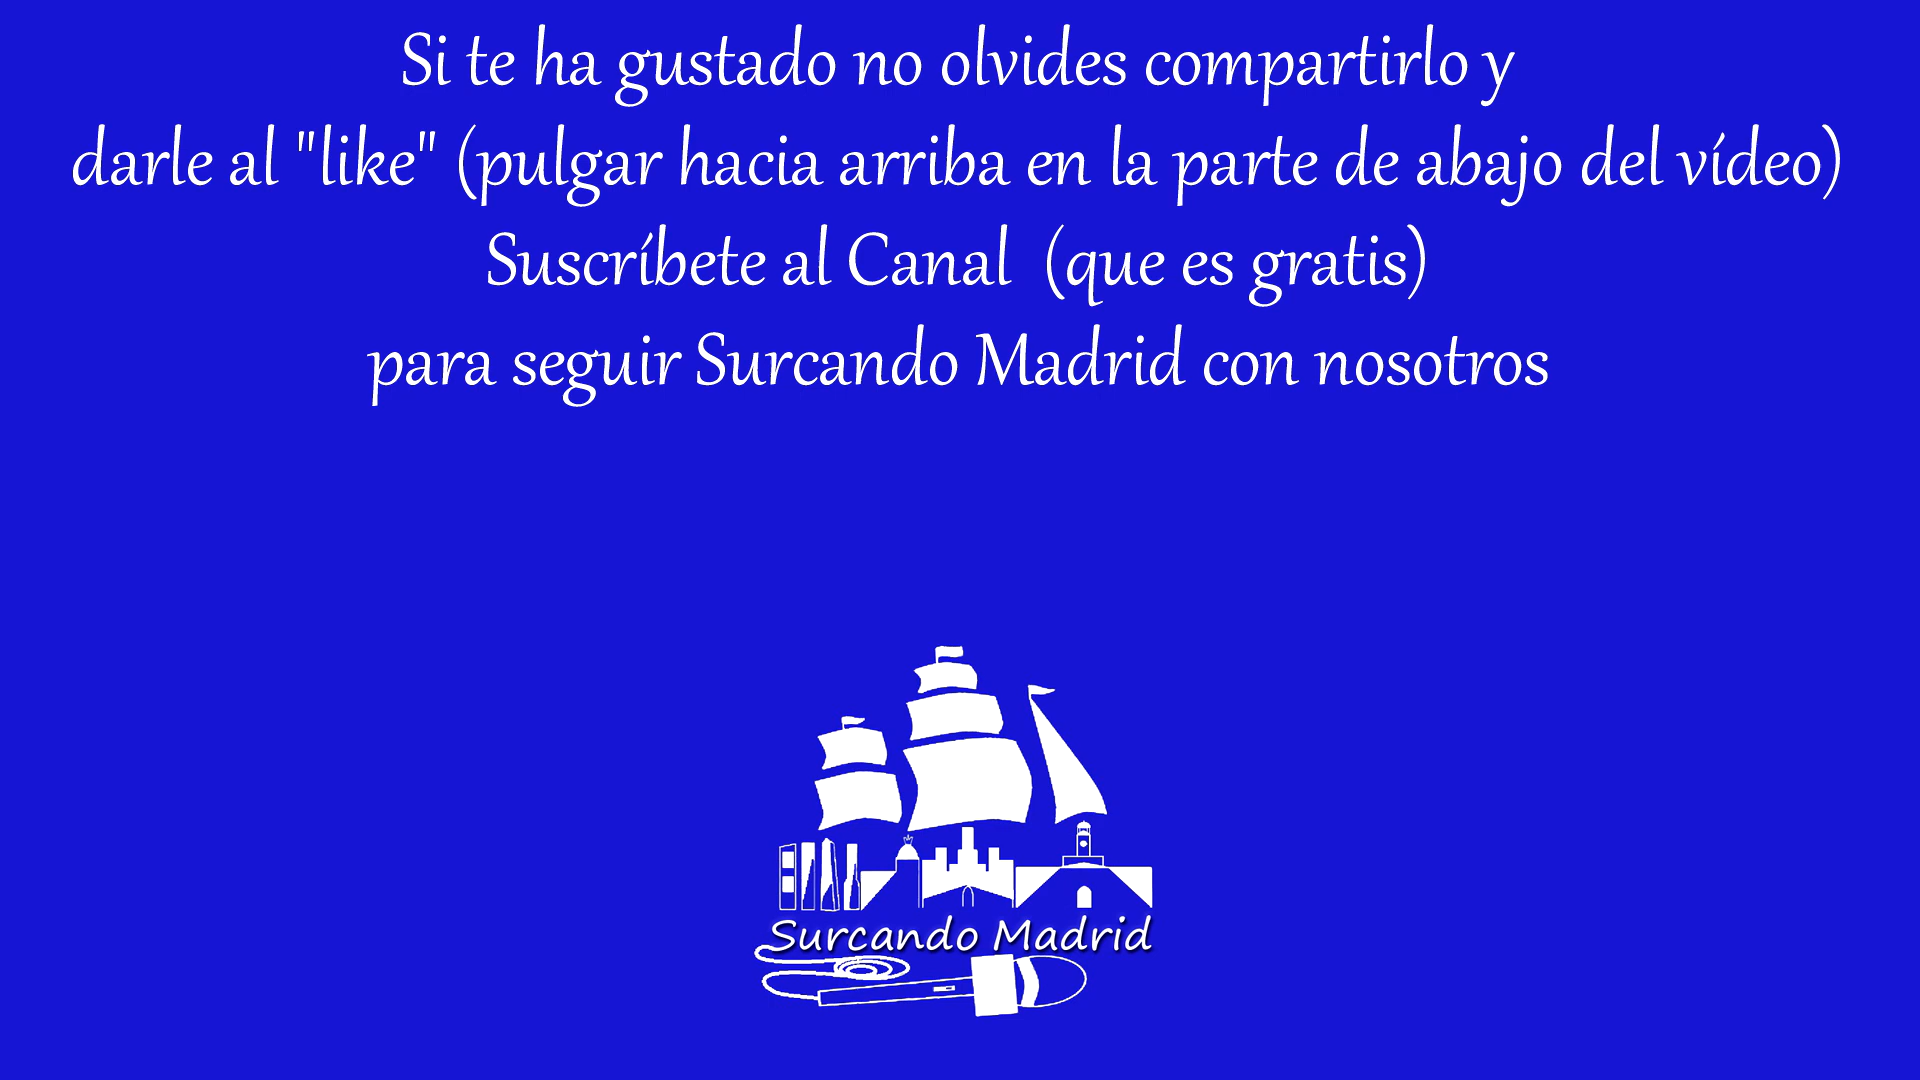 Si te ha gustado no olvides compartirlo y
darle al "like" (pulgar hacia arriba en la parte de abajo del vídeo)
Suscríbete al Canal (que es gratis)
para seguir Surcando Madrid con nosotros
Surcando Madrid